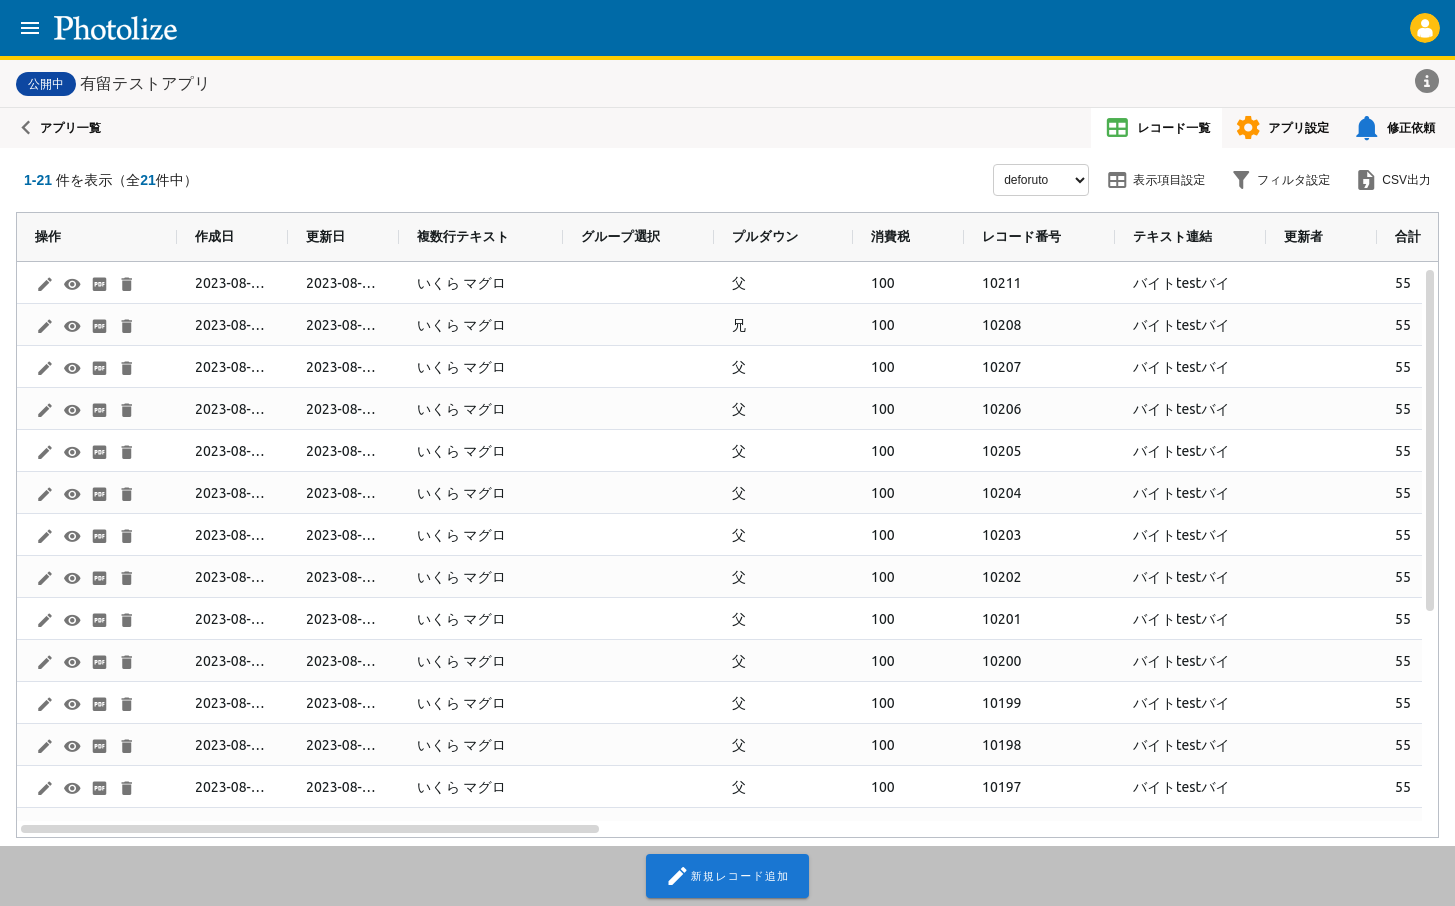 Photolize
公開中 有留テストアプリ
アプリ一覧 レコード一覧 アプリ設定 修正依頼
1-21 件を表示（全21件中） deforuto 表示項目設定 フィルタ設定 CSV出力
操作 作成日 更新日 複数行テキスト グループ選択 プルダウン 消費税 レコード番号 テキスト連結 更新者 合計
PDF 2023-08-... 2023-08-... いくら マグロ 父 100 10211 バイトtestバイ 55
PDF 2023-08-... 2023-08-... いくら マグロ 兄 100 10208 バイトtestバイ 55
PDF 2023-08-... 2023-08-... いくら マグロ 父 100 10207 バイトtestバイ 55
PDF 2023-08-... 2023-08-... いくら マグロ 父 100 10206 バイトtestバイ 55
PDF 2023-08-... 2023-08-... いくら マグロ 父 100 10205 バイトtestバイ 55
PDF 2023-08-... 2023-08-... いくら マグロ 父 100 10204 バイトtestバイ 55
PDF 2023-08-... 2023-08-... いくら マグロ 父 100 10203 バイトtestバイ 55
PDF 2023-08-... 2023-08-... いくら マグロ 父 100 10202 バイトtestバイ 55
PDF 2023-08-... 2023-08-... いくら マグロ 父 100 10201 バイトtestバイ 55
PDF 2023-08-... 2023-08-... いくら マグロ 父 100 10200 バイトtestバイ 55
PDF 2023-08-... 2023-08-... いくら マグロ 父 100 10199 バイトtestバイ 55
PDF 2023-08-... 2023-08-... いくら マグロ 父 100 10198 バイトtestバイ 55
PDF 2023-08-... 2023-08-... いくら マグロ 父 100 10197 バイトtestバイ 55
新規レコード追加